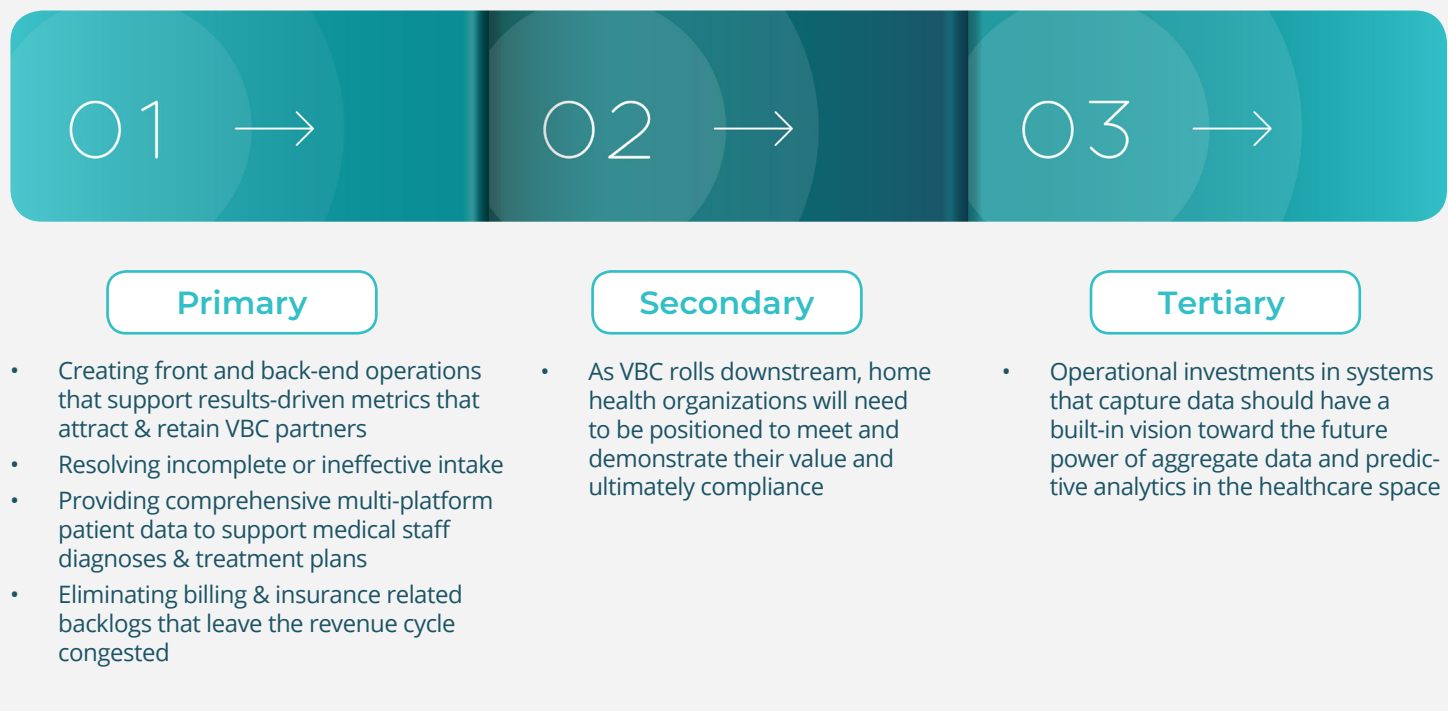 01 →
02 →
03 →
Primary
• Creating front and back-end operations
that support results-driven metrics that
attract & retain VBC partners
• Resolving incomplete or ineffective intake
• Providing comprehensive multi-platform
patient data to support medical staff
diagnoses & treatment plans
• Eliminating billing & insurance related
backlogs that leave the revenue cycle
congested
Secondary
• As VBC rolls downstream, home
health organizations will need
to be positioned to meet and
demonstrate their value and
ultimately compliance
Tertiary
• Operational investments in systems
that capture data should have a
built-in vision toward the future
power of aggregate data and predic-
tive analytics in the healthcare space